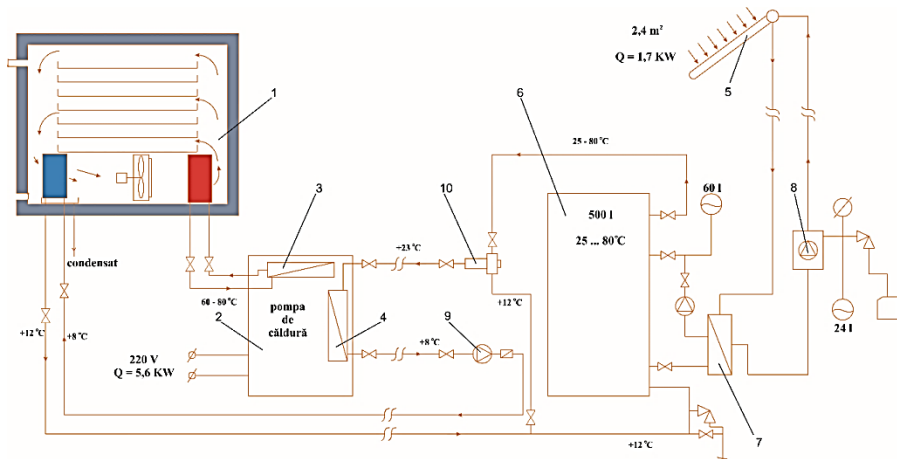 2,4 m²
Q = 1,7 KW
5
1
6
25 - 80°C
60 l
3
10
500 l
25 ... 80°C
8
+23°C
condsensat
60 - 80°C
+12°C
pompa
de
căldură
2
4
+8°C
9
24 l
+12°C
+8°C
220 V
Q = 5,6 KW
7
+12°C